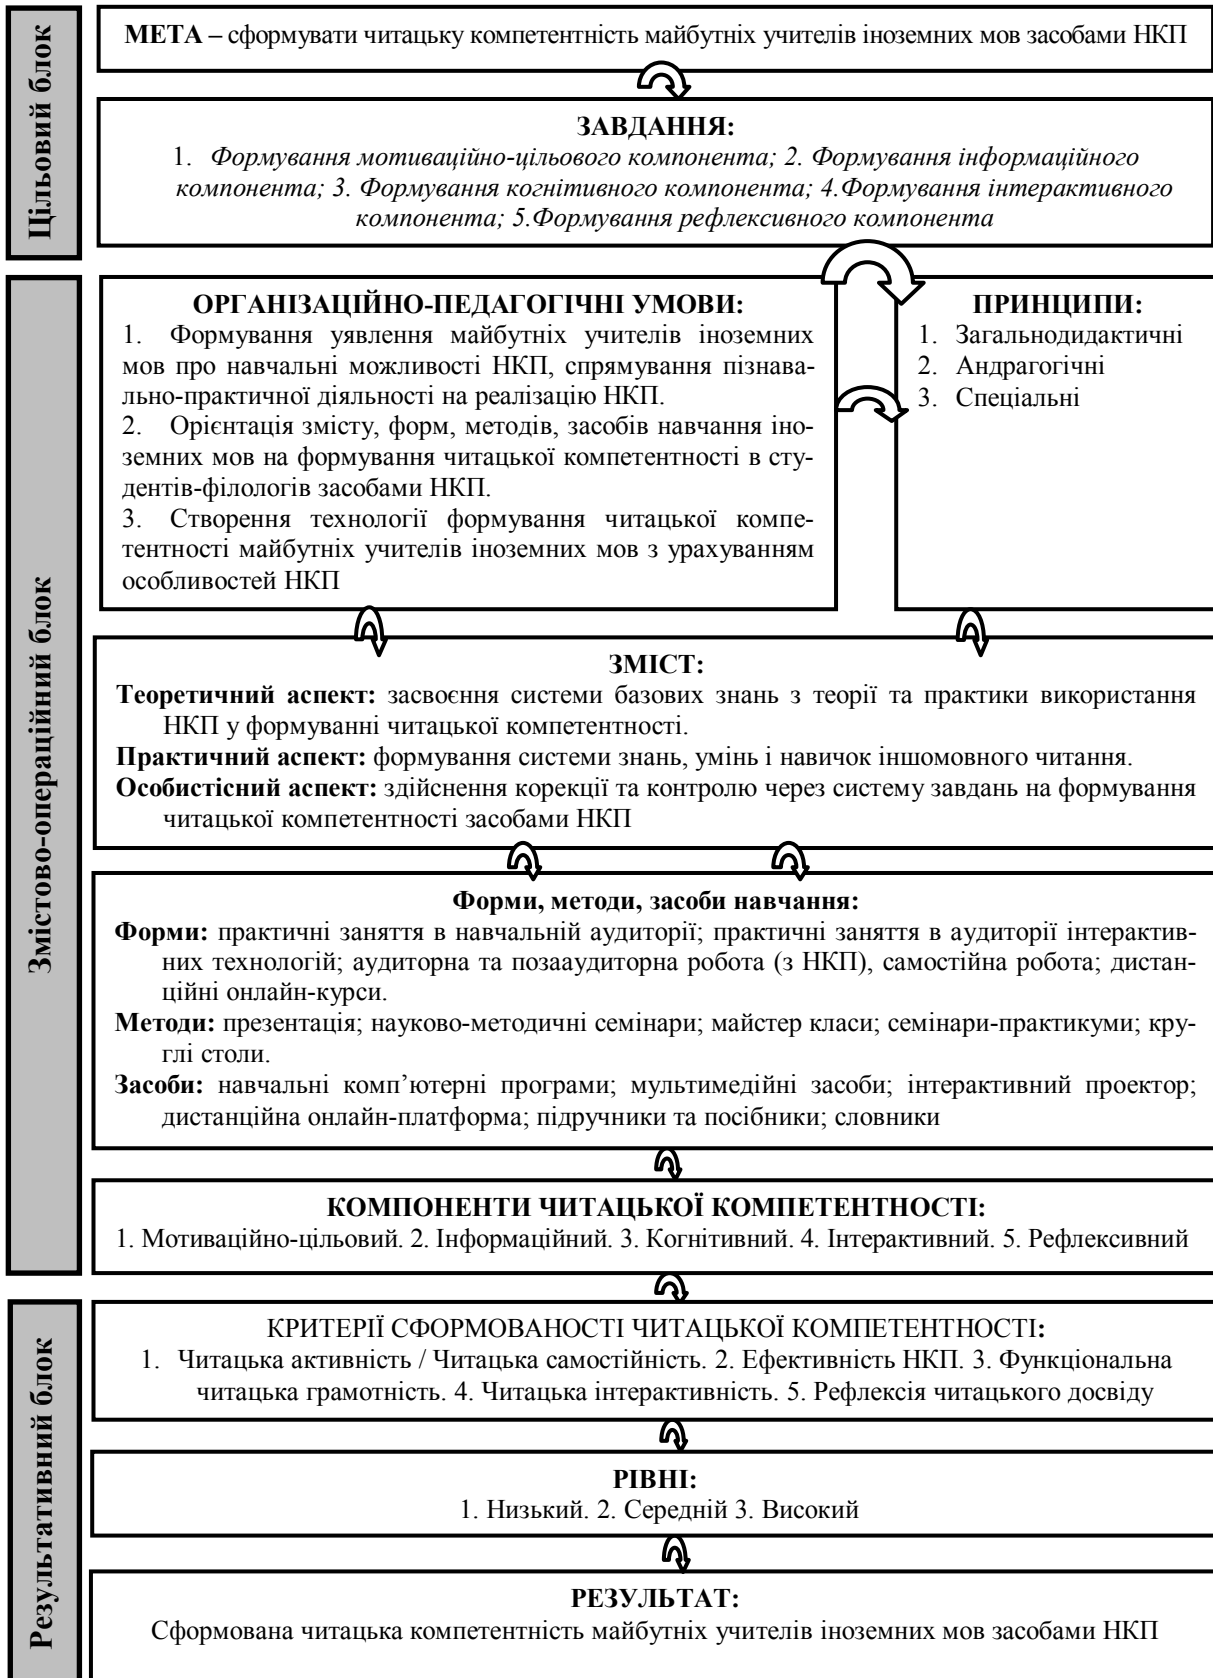 Цільовий блок
МЕТА – сформувати читацьку компетентність майбутніх учителів іноземних мов засобами НКП
ЗАВДАННЯ:
1. Формування мотиваційно-цільового компонента; 2. Формування інформаційного
компонента; 3. Формування когнітивного компонента; 4.Формування інтерактивного
компонента; 5.Формування рефлексивного компонента
Змістово-операційний блок
ОРГАНІЗАЦІЙНО-ПЕДАГОГІЧНІ УМОВИ:
1. Формування уявлення майбутніх учителів іноземних
мов про навчальні можливості НКП, спрямування пізнава-
льно-практичної діяльності на реалізацію НКП.
2. Орієнтація змісту, форм, методів, засобів навчання іно-
земних мов на формування читацької компетентності в сту-
дентів-філологів засобами НКП.
3. Створення технології формування читацької компе-
тентності майбутніх учителів іноземних мов з урахуванням
особливостей НКП
ПРИНЦИПИ:
1. Загальнодидактичні
2. Андрагогічні
3. Спеціальні
ЗМІСТ:
Теоретичний аспект: засвоєння системи базових знань з теорії та практики використання
НКП у формуванні читацької компетентності.
Практичний аспект: формування системи знань, умінь і навичок іншомовного читання.
Особистісний аспект: здійснення корекції та контролю через систему завдань на формування
читацької компетентності засобами НКП
Форми, методи, засоби навчання:
Форми: практичні заняття в навчальній аудиторії; практичні заняття в аудиторії інтерактив-
них технологій; аудиторна та позааудиторна робота (з НКП), самостійна робота; дистан-
ційні онлайн-курси.
Методи: презентація; науково-методичні семінари; майстер класи; семінари-практикуми; кру-
глі столи.
Засоби: навчальні комп’ютерні програми; мультимедійні засоби; інтерактивний проектор;
дистанційна онлайн-платформа; підручники та посібники; словники
КОМПОНЕНТИ ЧИТАЦЬКОЇ КОМПЕТЕНТНОСТІ:
1. Мотиваційно-цільовий. 2. Інформаційний. 3. Когнітивний. 4. Інтерактивний. 5. Рефлексивний
Результативний блок
КРИТЕРІЇ СФОРМОВАНОСТІ ЧИТАЦЬКОЇ КОМПЕТЕНТНОСТІ:
1. Читацька активність / Читацька самостійність. 2. Ефективність НКП. 3. Функціональна
читацька грамотність. 4. Читацька інтерактивність. 5. Рефлексія читацького досвіду
РІВНІ:
1. Низький. 2. Середній 3. Високий
РЕЗУЛЬТАТ:
Сформована читацька компетентність майбутніх учителів іноземних мов засобами НКП